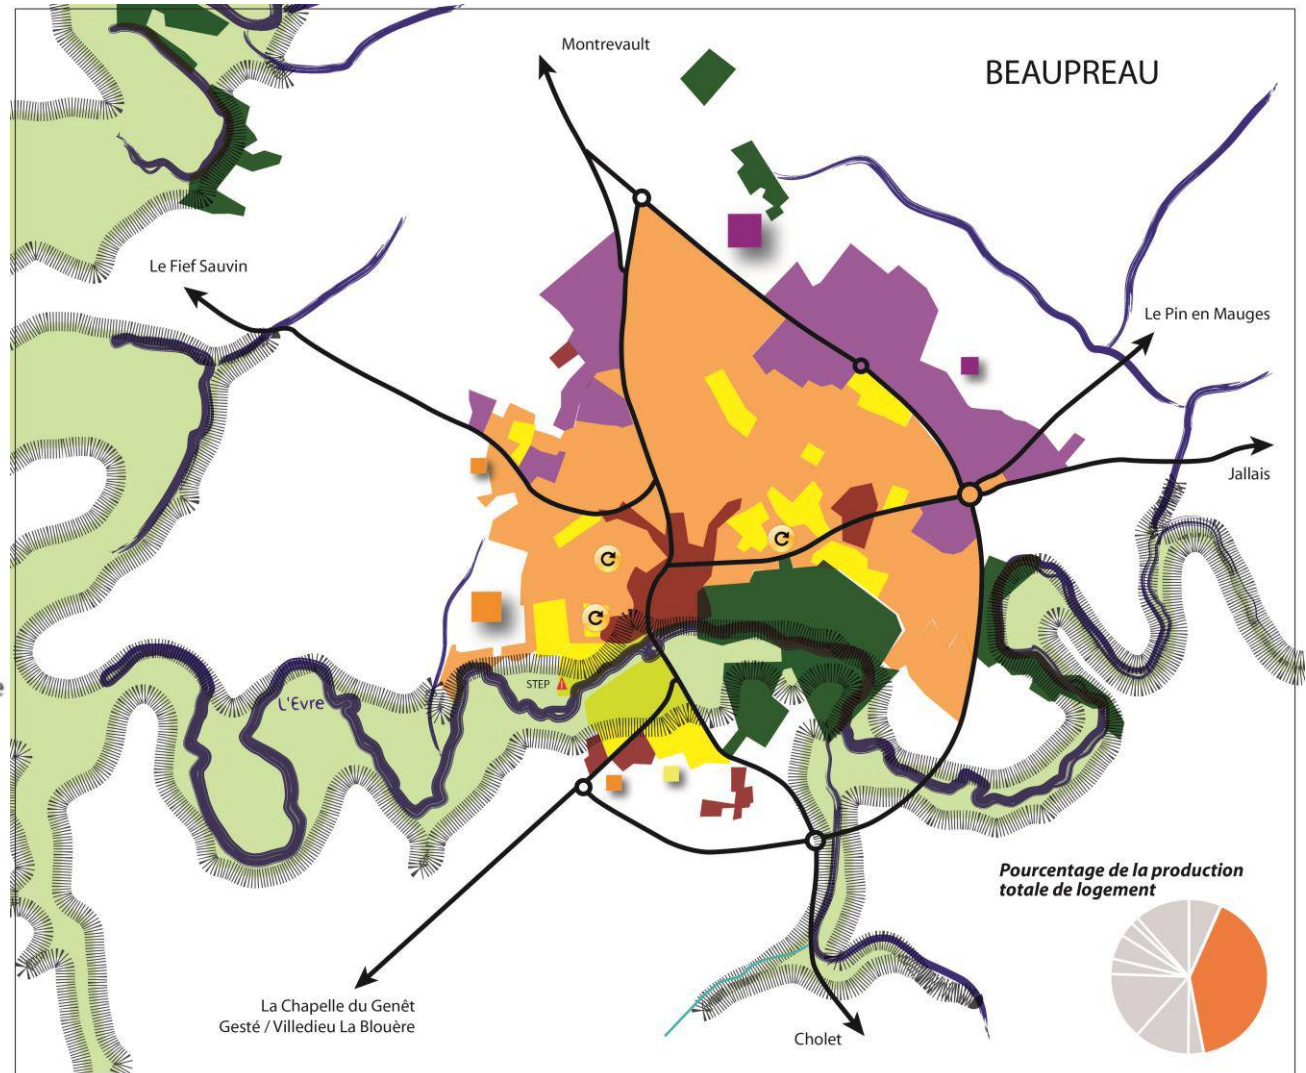 Montrevault
BEAUPREAU
Le Fief Sauvin
Le Pin en Mauges
Jallais
STEP
L'Evre
Pourcentage de la production
totale de logement
La Chapelle du Genêt
Gesté / Villedieu La Blouère
Cholet